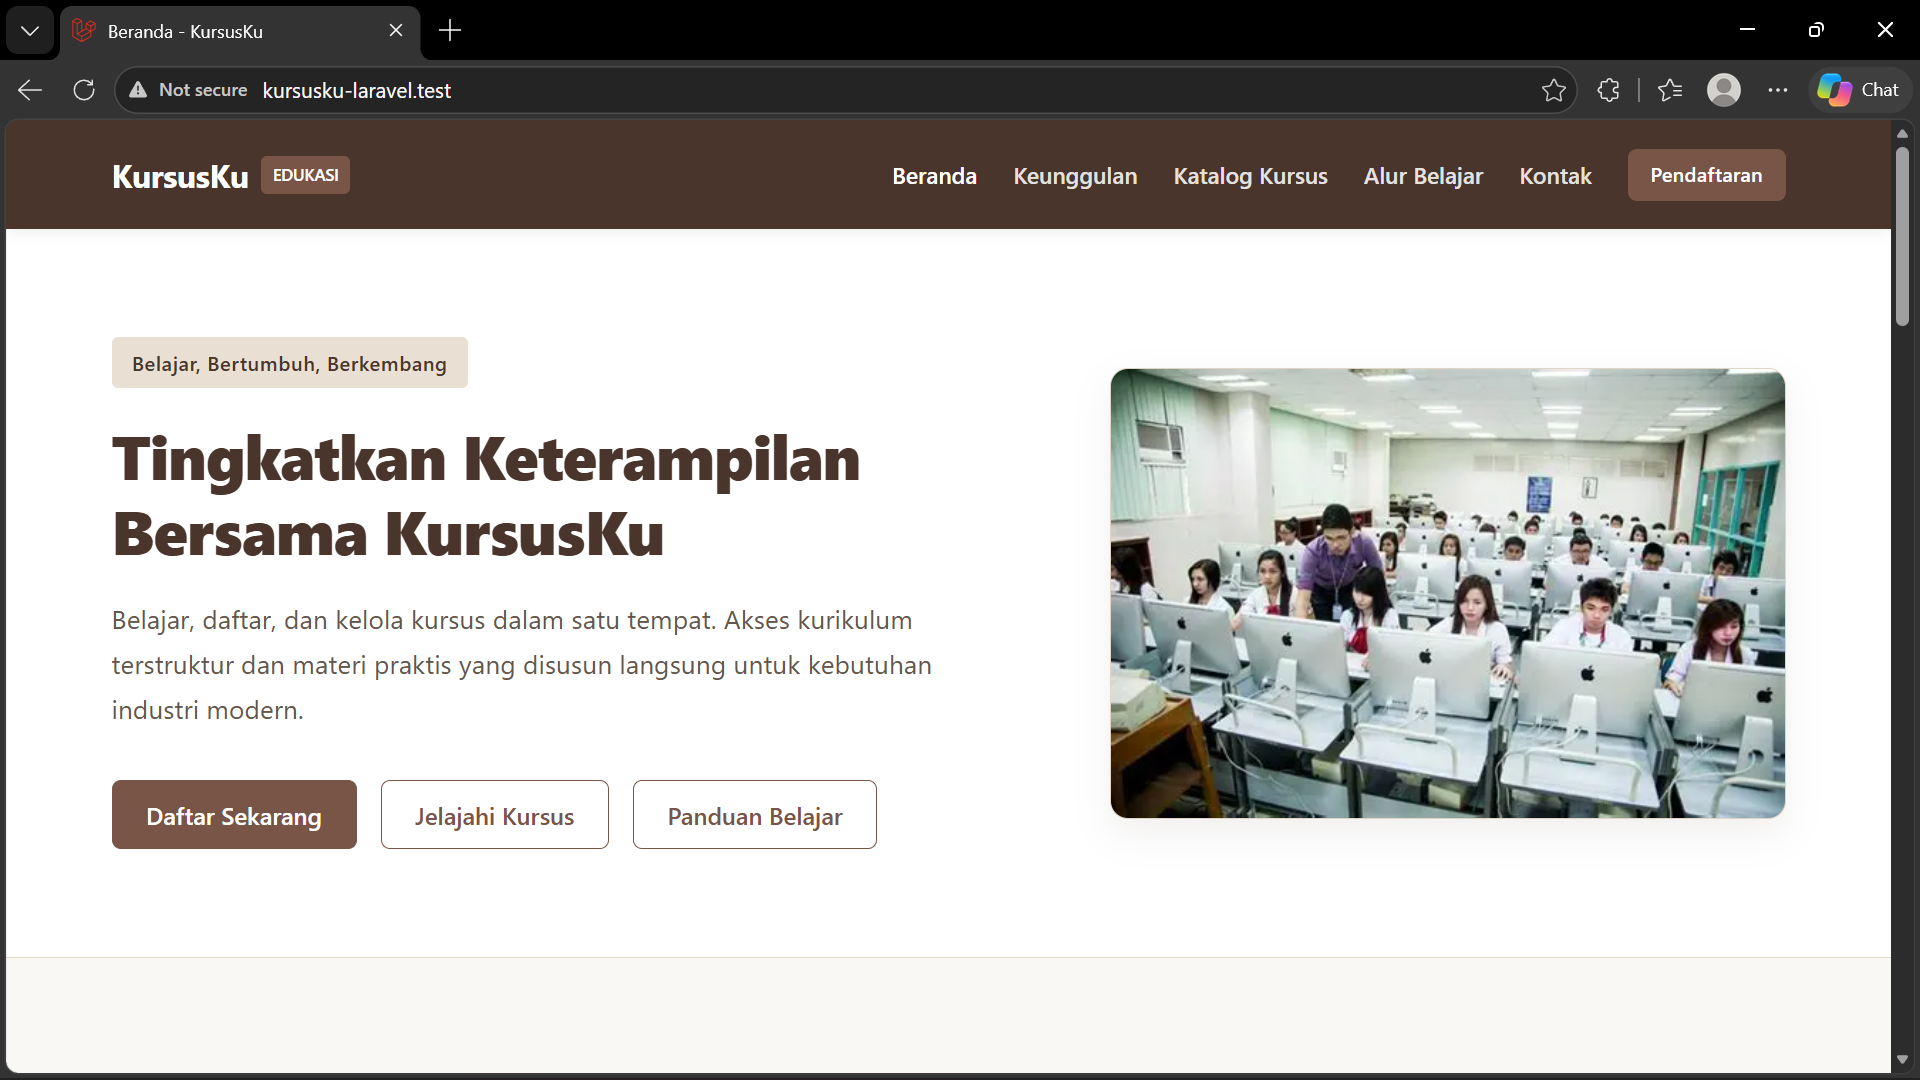 Beranda - KursusKu
Not secure
kursusku-laravel.test
Chat
KursusKu
EDUKASI
Beranda
Keunggulan
Katalog Kursus
Alur Belajar
Kontak
Pendaftaran
Belajar, Bertumbuh, Berkembang
Tingkatkan Keterampilan
Bersama KursusKu
Belajar, daftar, dan kelola kursus dalam satu tempat. Akses kurikulum
terstruktur dan materi praktis yang disusun langsung untuk kebutuhan
industri modern.
Daftar Sekarang
Jelajahi Kursus
Panduan Belajar